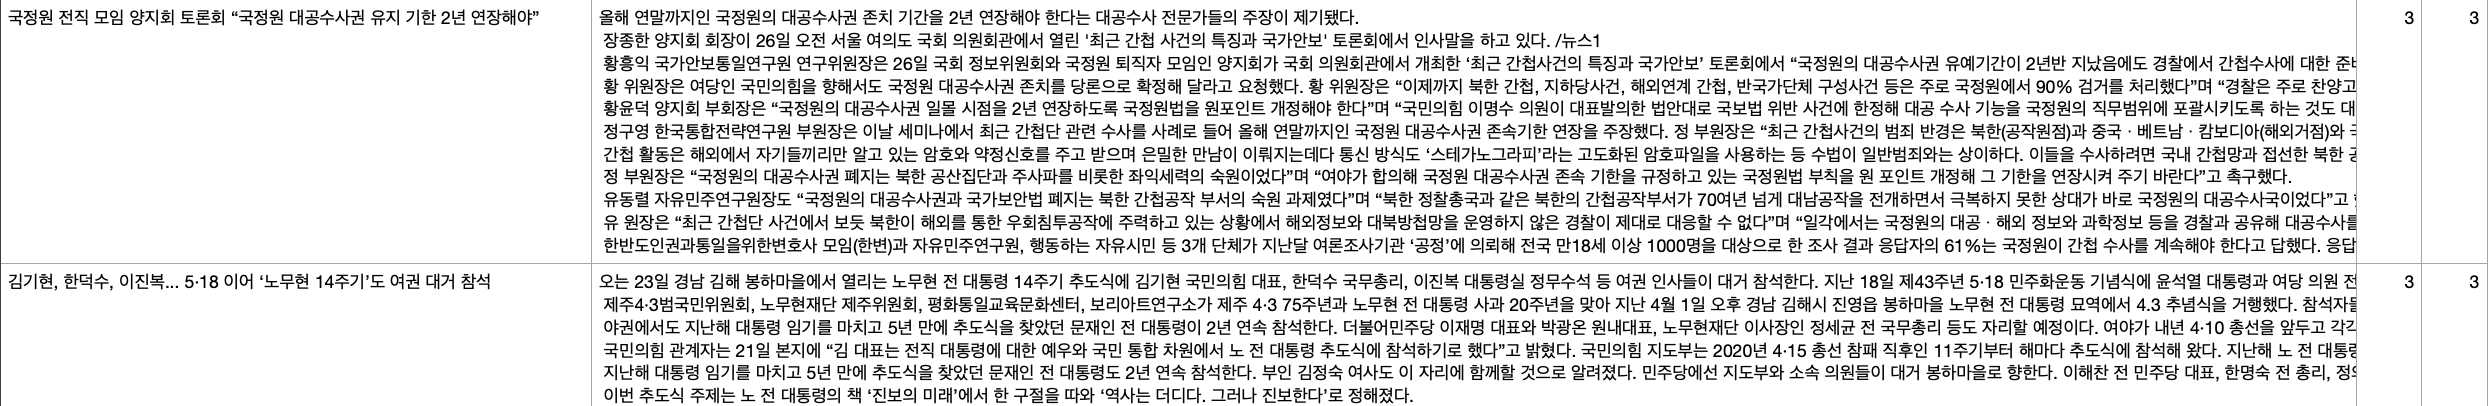 국정원 전직 모임 양지회 토론회 “국정원 대공수사권 유지 기한 2년 연장해야”
올해 연말까지인 국정원의 대공수사권 존치 기간을 2년 연장해야 한다는 대공수사 전문가들의 주장이 제기됐다.
장종한 양지회 회장이 26일 오전 서울 여의도 국회 의원회관에서 열린 '최근 간첩 사건의 특징과 국가안보' 토론회에서 인사말을 하고 있다. /뉴스1
황흥익 국가안보통일연구원 연구위원장은 26일 국회 정보위원회와 국정원 퇴직자 모임인 양지회가 국회 의원회관에서 개최한 ‘최근 간첩사건의 특징과 국가안보’ 토론회에서 “국정원의 대공수사권 유예기간이 2년반 지났음에도 경찰에서 간첩수사에 대한 준비
황 위원장은 여당인 국민의힘을 향해서도 국정원 대공수사권 존치를 당론으로 확정해 달라고 요청했다. 황 위원장은 “이제까지 북한 간첩, 지하당사건, 해외연계 간첩, 반국가단체 구성사건 등은 주로 국정원에서 90% 검거를 처리했다”며 “경찰은 주로 찬양고
황윤덕 양지회 부회장은 “국정원의 대공수사권 일몰 시점을 2년 연장하도록 국정원법을 원포인트 개정해야 한다”며 “국민의힘 이명수 의원이 대표발의한 법안대로 국보법 위반 사건에 한정해 대공 수사 기능을 국정원의 직무범위에 포괄시키도록 하는 것도 대
정구영 한국통합전략연구원 부원장은 이날 세미나에서 최근 간첩단 관련 수사를 사례로 들어 올해 연말까지인 국정원 대공수사권 존속기한 연장을 주장했다. 정 부원장은 “최근 간첩사건의 범죄 반경은 북한(공작원점)과 중국 · 베트남 · 캄보디아(해외거점)와
간첩 활동은 해외에서 자기들끼리만 알고 있는 암호와 약정신호를 주고 받으며 은밀한 만남이 이뤄지는데다 통신 방식도 ‘스테가노그라피’라는 고도화된 암호파일을 사용하는 등 수법이 일반범죄와는 상이하다. 이들을 수사하려면 국내 간첩망과 접선한 북한
정 부원장은 “국정원의 대공수사권 폐지는 북한 공산집단과 주사파를 비롯한 좌익세력의 숙원이었다”며 “여야가 합의해 국정원 대공수사권 존속 기한을 규정하고 있는 국정원법 부칙을 원 포인트 개정해 그 기한을 연장시켜 주기 바란다”고 촉구했다.
유동렬 자유민주연구원장도 “국정원의 대공수사권과 국가보안법 폐지는 북한 간첩공작 부서의 숙원 과제였다”며 “북한 정찰총국과 같은 북한의 간첩공작부서가 70여년 넘게 대남공작을 전개하면서 극복하지 못한 상대가 바로 국정원의 대공수사국이었다”고
유 원장은 “최근 간첩단 사건에서 보듯 북한이 해외를 통한 우회침투공작에 주력하고 있는 상황에서 해외정보와 대북방첩망을 운영하지 않은 경찰이 제대로 대응할 수 없다”며 “일각에서는 국정원의 대공 · 해외 정보와 과학정보 등을 경찰과 공유해 대공수사를
한반도인권과통일을위한변호사 모임(한변)과 자유민주연구원, 행동하는 자유시민 등 3개 단체가 지난달 여론조사기관 ‘공정’에 의뢰해 전국 만18세 이상 1000명을 대상으로 한 조사 결과 응답자의 61%는 국정원이 간첩 수사를 계속해야 한다고 답했다. 응답
3
3
김기현, 한덕수, 이진복... 5·18 이어 ‘노무현 14주기’도 여권 대거 참석
오는 23일 경남 김해 봉하마을에서 열리는 노무현 전 대통령 14주기 추도식에 김기현 국민의힘 대표, 한덕수 국무총리, 이진복 대통령실 정무수석 등 여권 인사들이 대거 참석한다. 지난 18일 제43주년 5·18 민주화운동 기념식에 윤석열 대통령과 여당 의원 전
제주4·3범국민위원회, 노무현재단 제주위원회, 평화통일교육문화센터, 보리아트연구소가 제주 4·3 75주년과 노무현 전 대통령 사과 20주년을 맞아 지난 4월 1일 오후 경남 김해시 진영읍 봉하마을 노무현 전 대통령 묘역에서 4.3 추념식을 거행했다. 참석자들
야권에서도 지난해 대통령 임기를 마치고 5년 만에 추도식을 찾았던 문재인 전 대통령이 2년 연속 참석한다. 더불어민주당 이재명 대표와 박광온 원내대표, 노무현재단 이사장인 정세균 전 국무총리 등도 자리할 예정이다. 여야가 내년 4·10 총선을 앞두고 각각
국민의힘 관계자는 21일 본지에 “김 대표는 전직 대통령에 대한 예우와 국민 통합 차원에서 노 전 대통령 추도식에 참석하기로 했다”고 밝혔다. 국민의힘 지도부는 2020년 4·15 총선 참패 직후인 11주기부터 해마다 추도식에 참석해 왔다. 지난해 노 전 대통령
지난해 대통령 임기를 마치고 5년 만에 추도식을 찾았던 문재인 전 대통령도 2년 연속 참석한다. 부인 김정숙 여사도 이 자리에 함께할 것으로 알려졌다. 민주당에선 지도부와 소속 의원들이 대거 봉하마을로 향한다. 이해찬 전 민주당 대표, 한명숙 전 총리,
이번 추도식 주제는 노 전 대통령의 책 ‘진보의 미래’에서 한 구절을 따와 ‘역사는 더디다. 그러나 진보한다’로 정해졌다.
3
3